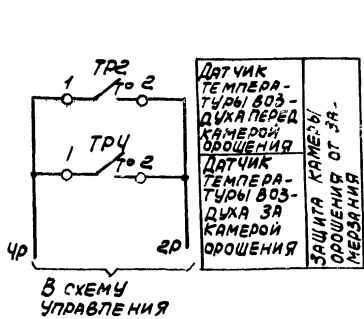 ТР2
1
Т°
2
ТР4
1
Т°
2
4Р
2Р
В СХЕМУ
УПРАВЛЕНИЯ
ДАТЧИК
ТЕМПЕРА-
ТУРЫ ВОЗ-
ДУХА ПЕРЕД
КАМЕРОЙ
ОРОШЕНИЯ
ДАТЧИК
ТЕМПЕРА-
ТУРЫ ВОЗ-
ДУХА ЗА
КАМЕРОЙ
ОРОШЕНИЯ
ЗАЩИТА КАМЕРЫ
ОРОШЕНИЯ ОТ ЗА-
МЕРЗАНИЯ